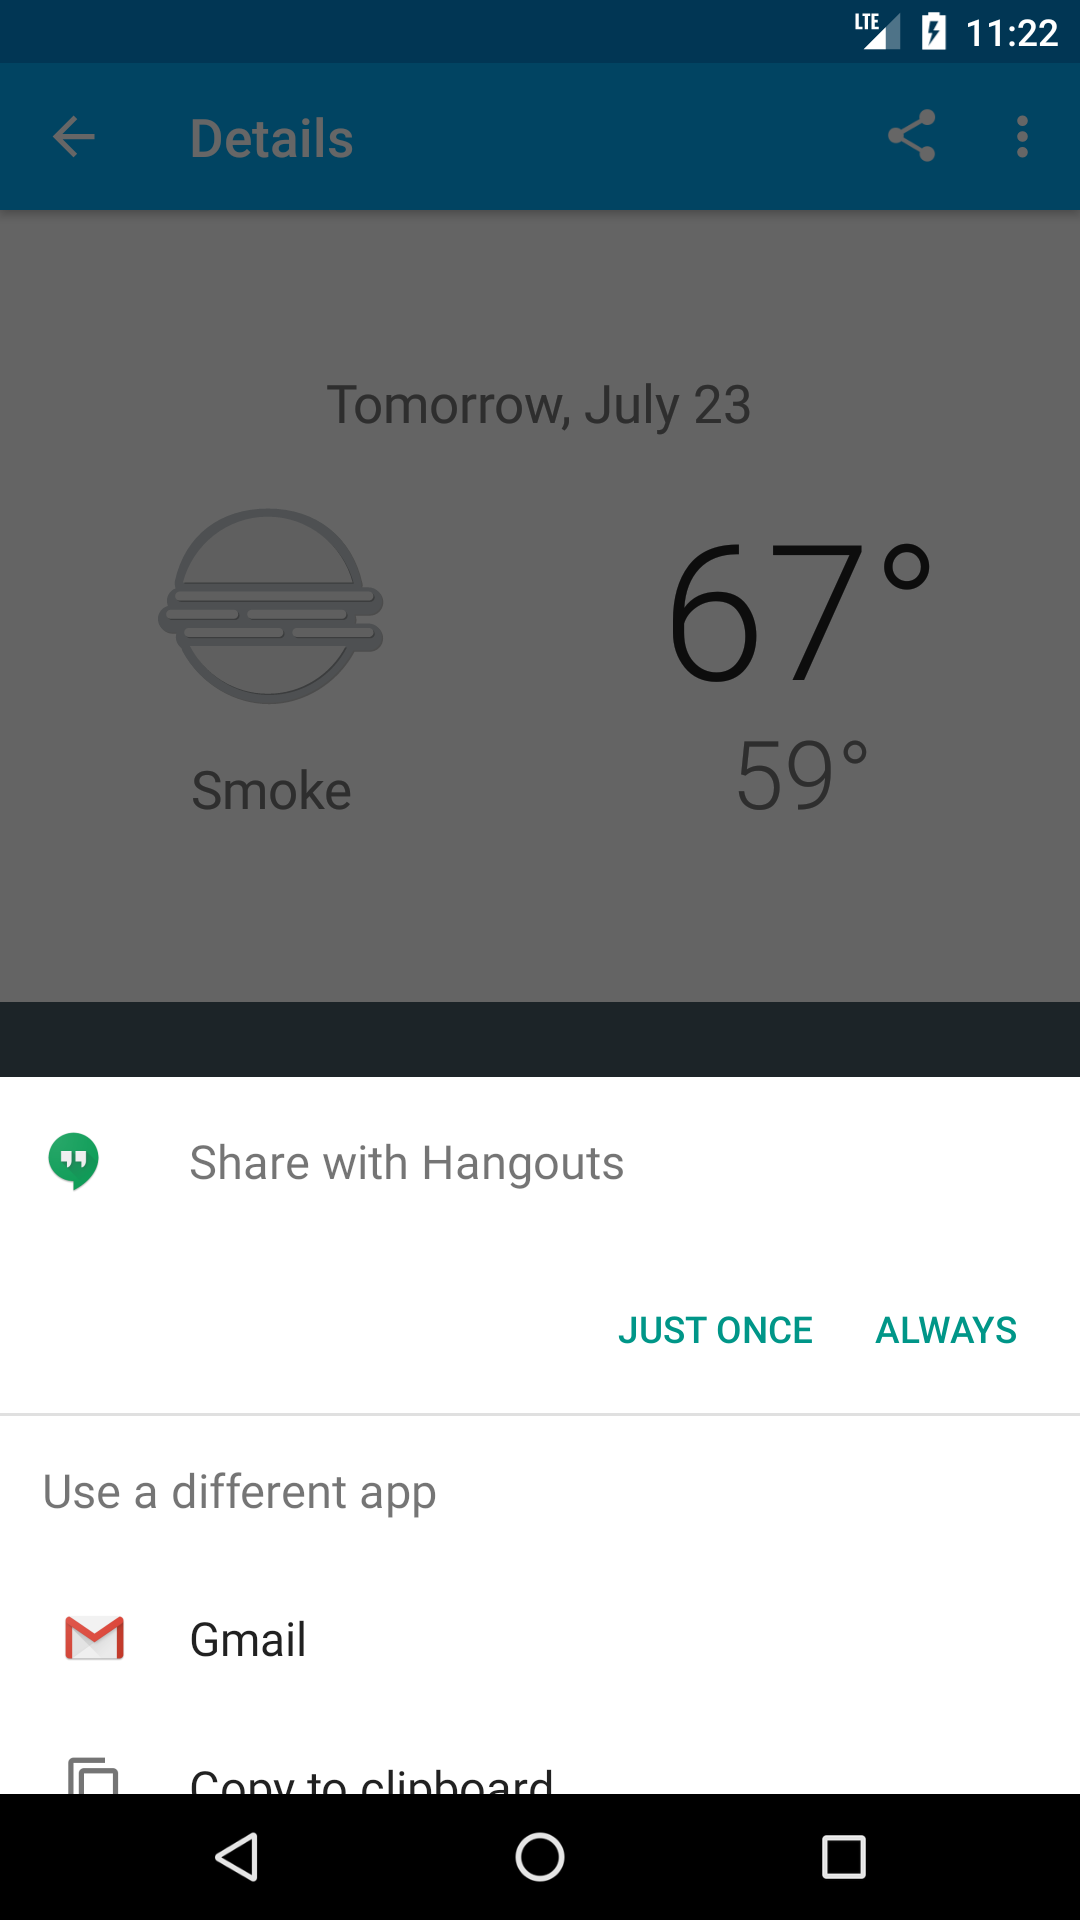 LTE 11:22
Details
Tomorrow, July 23
67°
59°
Smoke
Share with Hangouts
JUST ONCE ALWAYS
Use a different app
Gmail
Copy to clipboard